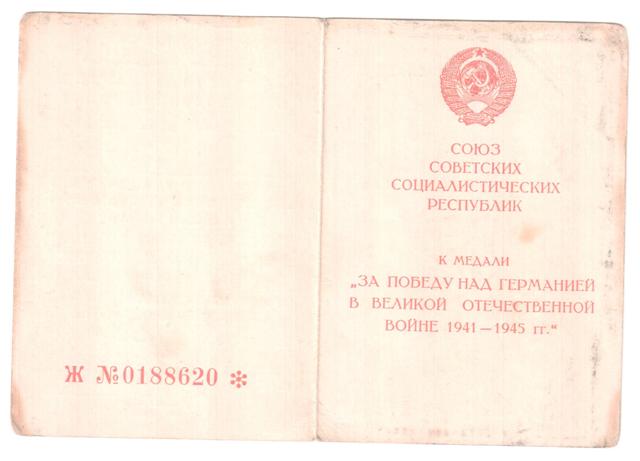 Ж №0188620 *
СОЮЗ
СОВЕТСКИХ
СОЦИАЛИСТИЧЕСКИХ
РЕСПУБЛИК
К МЕДАЛИ
„ЗА ПОБЕДУ НАД ГЕРМАНИЕЙ
В ВЕЛИКОЙ ОТЕЧЕСТВЕННОЙ
ВОЙНЕ 1941—1945 гг."